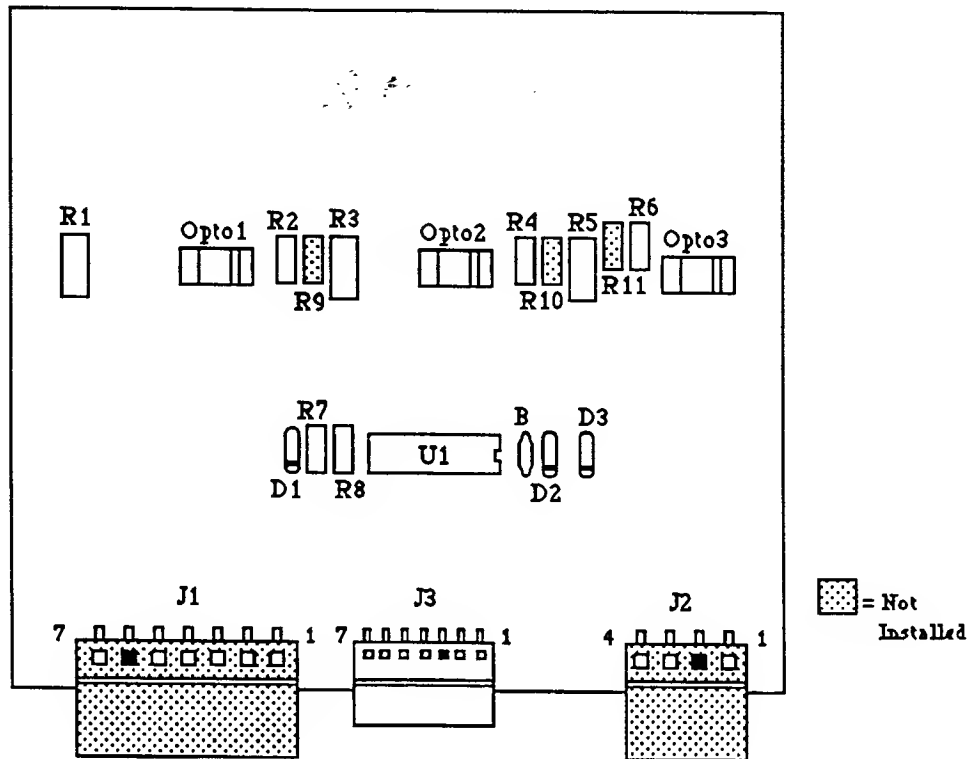 R1
Opto1
R2
R3
R9
Opto2
R4
R5
R10
R6
R11
Opto3
R7
D1
R8
U1
B
D2
D3
J1
7
1
J3
7
1
J2
4
1
= Not
Installed